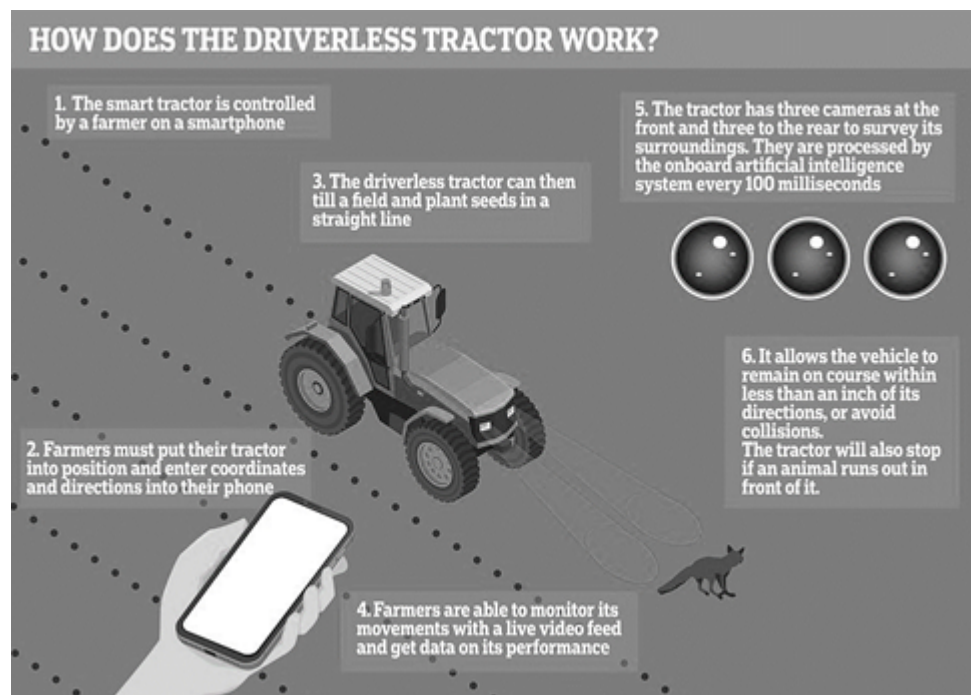 HOW DOES THE DRIVERLESS TRACTOR WORK?
1. The smart tractor is controlled
by a farmer on a smartphone
2. Farmers must put their tractor
into position and enter coordinates
and directions into their phone
3. The driverless tractor can then
till a field and plant seeds in a
straight line
4. Farmers are able to monitor its
movements with a live video feed
and get data on its performance
5. The tractor has three cameras at the
front and three to the rear to survey its
surroundings. They are processed by
the onboard artificial intelligence
system every 100 milliseconds
6. It allows the vehicle to
remain on course within
less than an inch of its
directions, or avoid
collisions.
The tractor will also stop
if an animal runs out in
front of it.